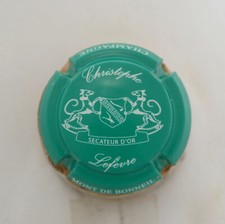 CHAMPAGNE
Christophe
SECATEUR D'OR
Lefevre
MONT DE BONNEIL